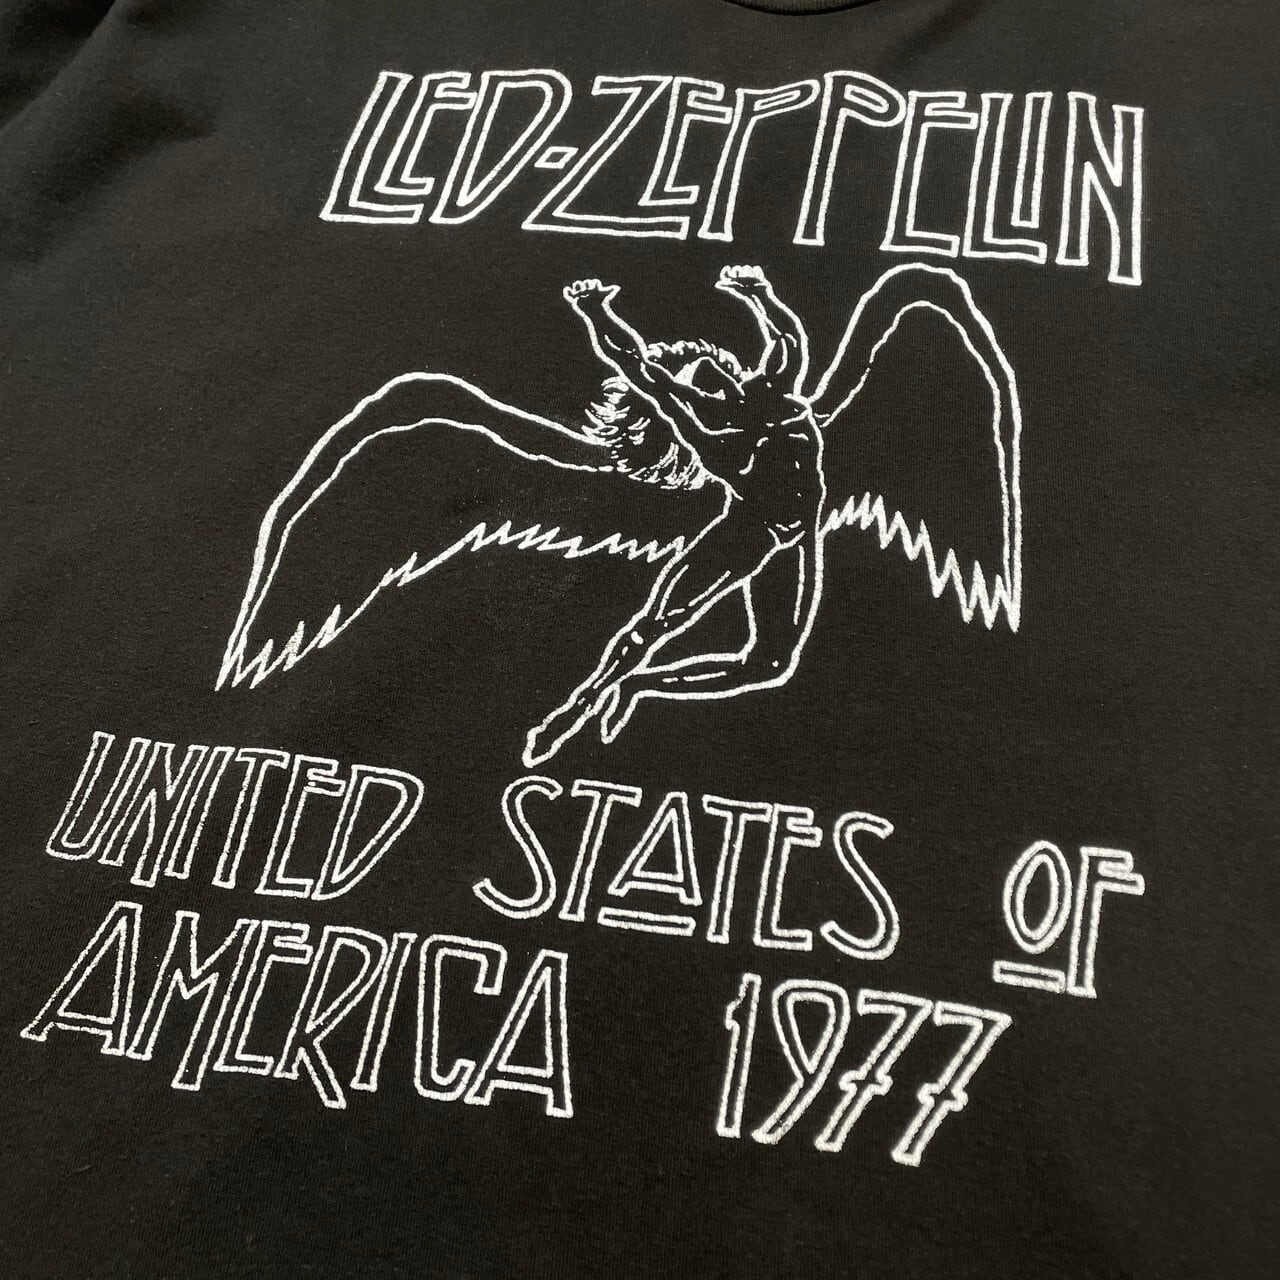 LED-ZEPPELIN
UNITED STATES OF
AMERICA 1977